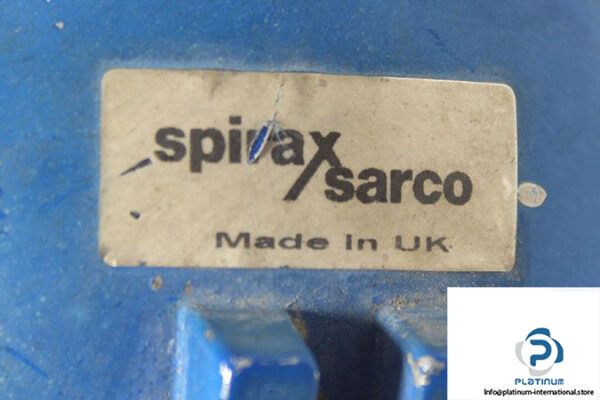 spirax
sarco
Made in UK
PLATINUM
Info@platinum-international.store